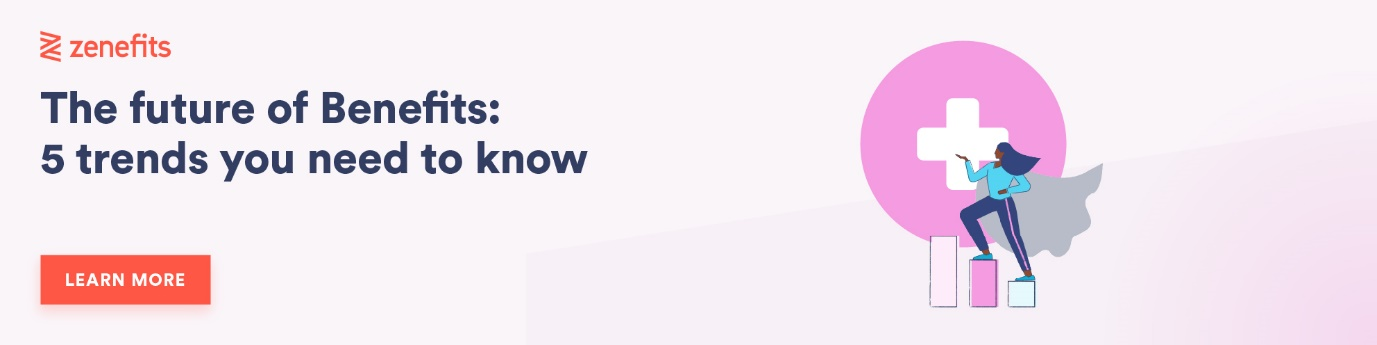 zenefits
The future of Benefits:
5 trends you need to know
LEARN MORE